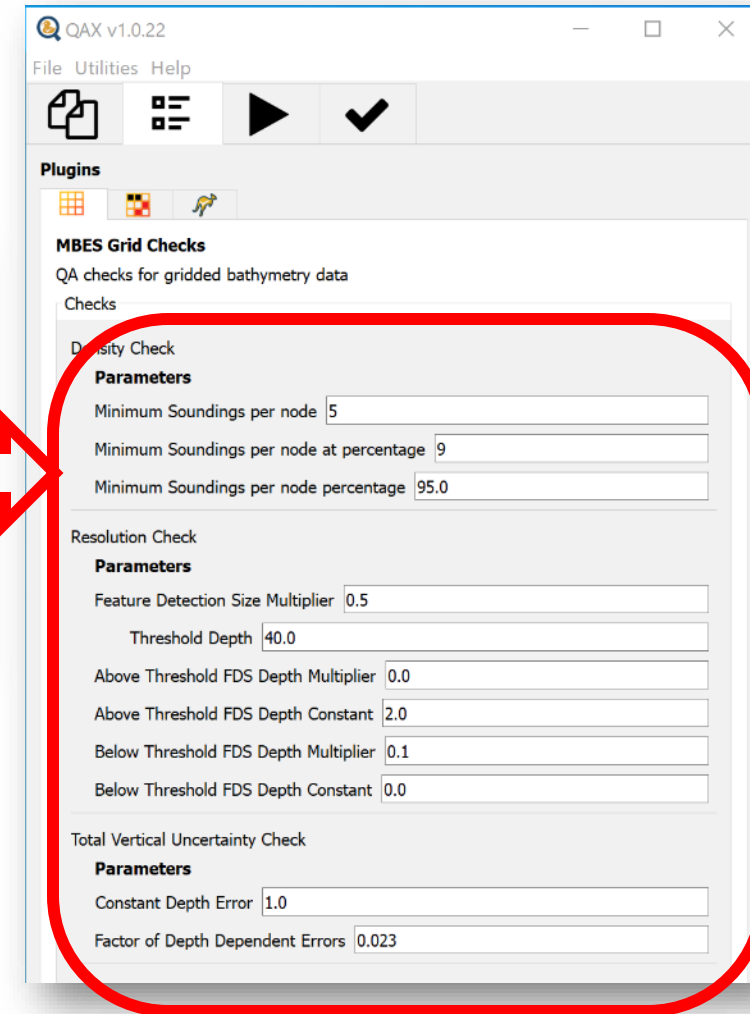 QAX v1.0.22
File Utilities Help
Plugins
MBES Grid Checks
QA checks for gridded bathymetry data
Checks
Density Check
Parameters
Minimum Soundings per node 5
Minimum Soundings per node at percentage 9
Minimum Soundings per node percentage 95.0
Resolution Check
Parameters
Feature Detection Size Multiplier 0.5
Threshold Depth 40.0
Above Threshold FDS Depth Multiplier 0.0
Above Threshold FDS Depth Constant 2.0
Below Threshold FDS Depth Multiplier 0.1
Below Threshold FDS Depth Constant 0.0
Total Vertical Uncertainty Check
Parameters
Constant Depth Error 1.0
Factor of Depth Dependent Errors 0.023